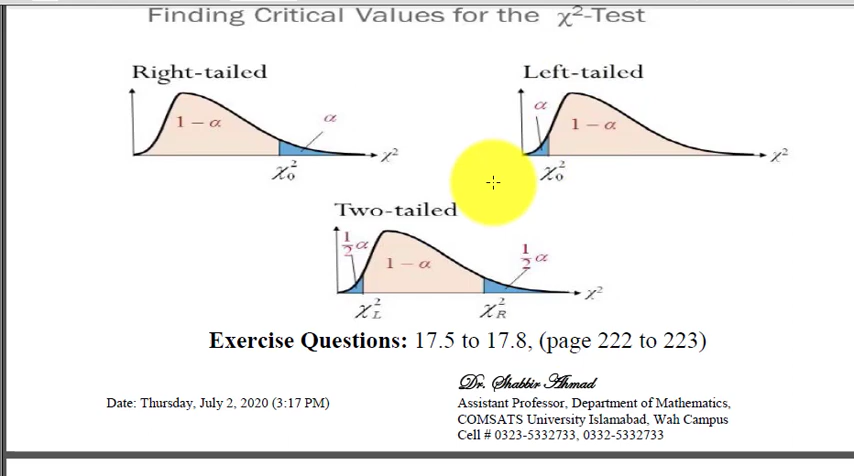 Finding Critical Values for the χ²-Test
Right-tailed
Left-tailed
1 − α
α
χ²
χ₀²
α
1 − α
χ²
χ₀²
Two-tailed
½α
1 − α
½α
χ²
χ²L
χ²R
Exercise Questions: 17.5 to 17.8, (page 222 to 223)
Dr. Shabbir Ahmad
Date: Thursday, July 2, 2020 (3:17 PM)
Assistant Professor, Department of Mathematics,
COMSATS University Islamabad, Wah Campus
Cell # 0323-5332733, 0332-5332733